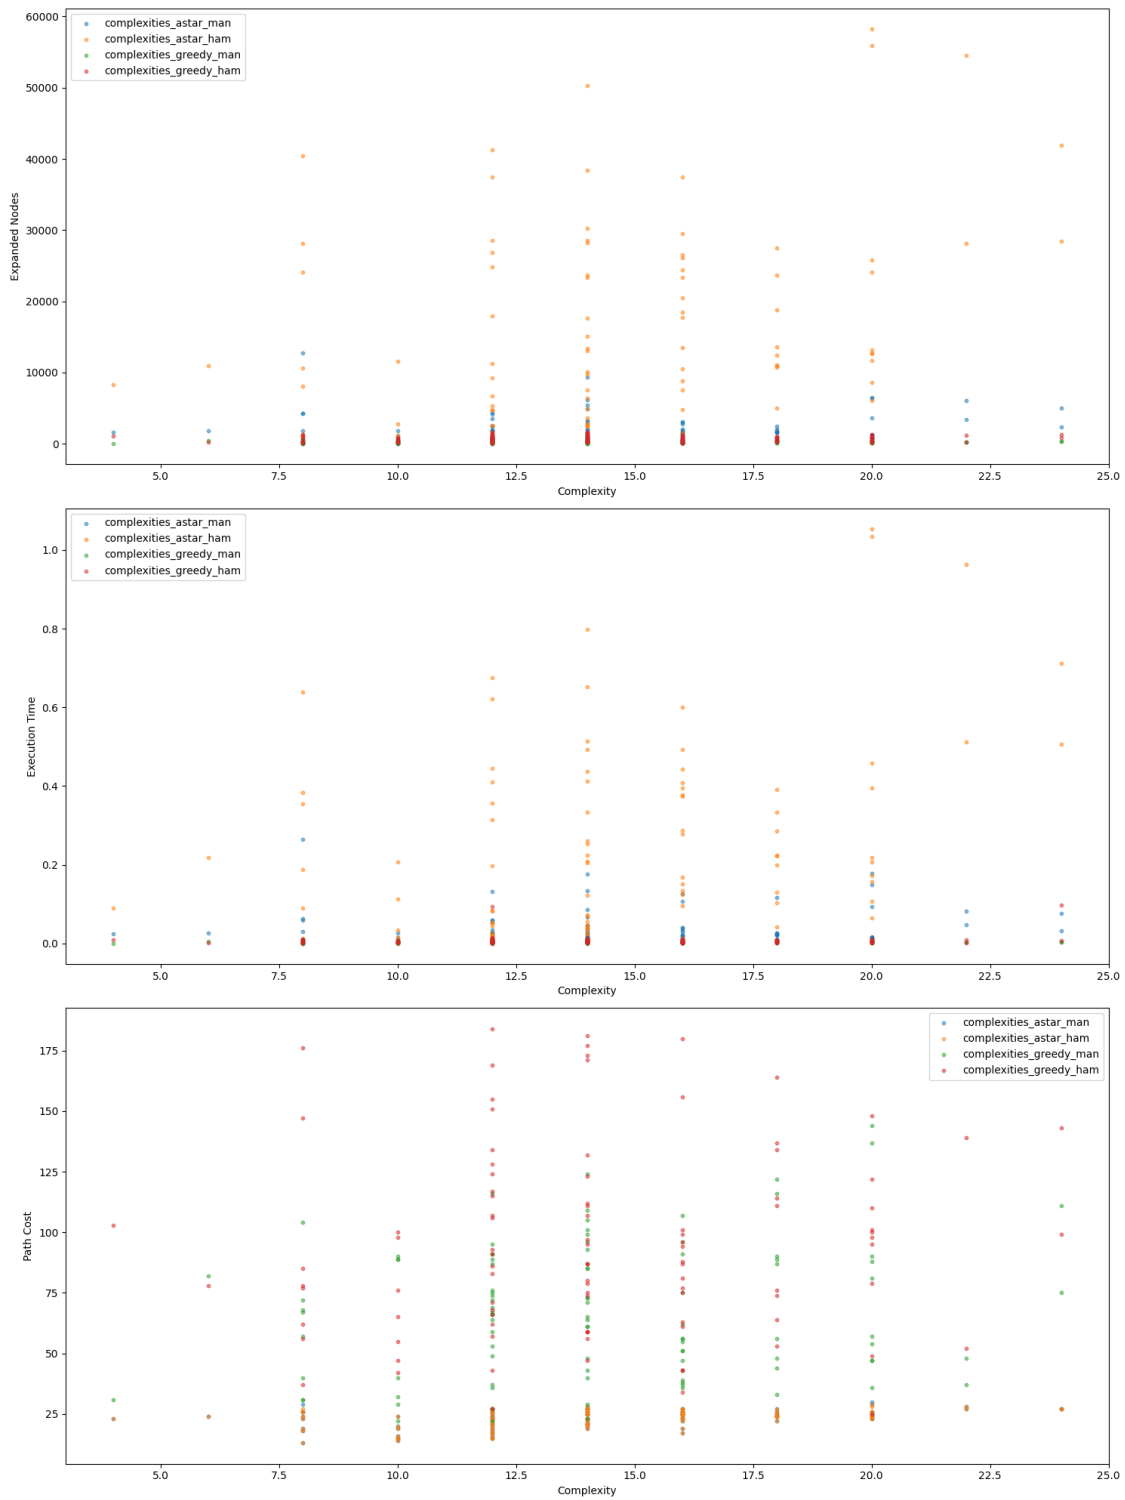 60000
50000
40000
30000
20000
10000
0
Expanded Nodes
complexities_astar_man
complexities_astar_ham
complexities_greedy_man
complexities_greedy_ham
5.0 7.5 10.0 12.5 15.0 17.5 20.0 22.5 25.0
Complexity
1.0
0.8
0.6
0.4
0.2
0.0
Execution Time
complexities_astar_man
complexities_astar_ham
complexities_greedy_man
complexities_greedy_ham
5.0 7.5 10.0 12.5 15.0 17.5 20.0 22.5 25.0
Complexity
175
150
125
100
75
50
25
Path Cost
complexities_astar_man
complexities_astar_ham
complexities_greedy_man
complexities_greedy_ham
5.0 7.5 10.0 12.5 15.0 17.5 20.0 22.5 25.0
Complexity